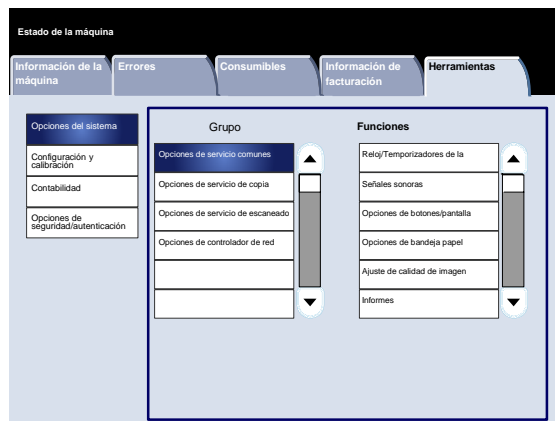 Estado de la máquina
Información de la
máquina
Errores
Consumibles
Información de
facturación
Herramientas
Opciones del sistema
Configuración y
calibración
Contabilidad
Opciones de
seguridad/autenticación
Grupo
Opciones de servicio comunes
Opciones de servicio de copia
Opciones de servicio de escaneado
Opciones de controlador de red
Funciones
Reloj/Temporizadores de la
Señales sonoras
Opciones de botones/pantalla
Opciones de bandeja papel
Ajuste de calidad de imagen
Informes